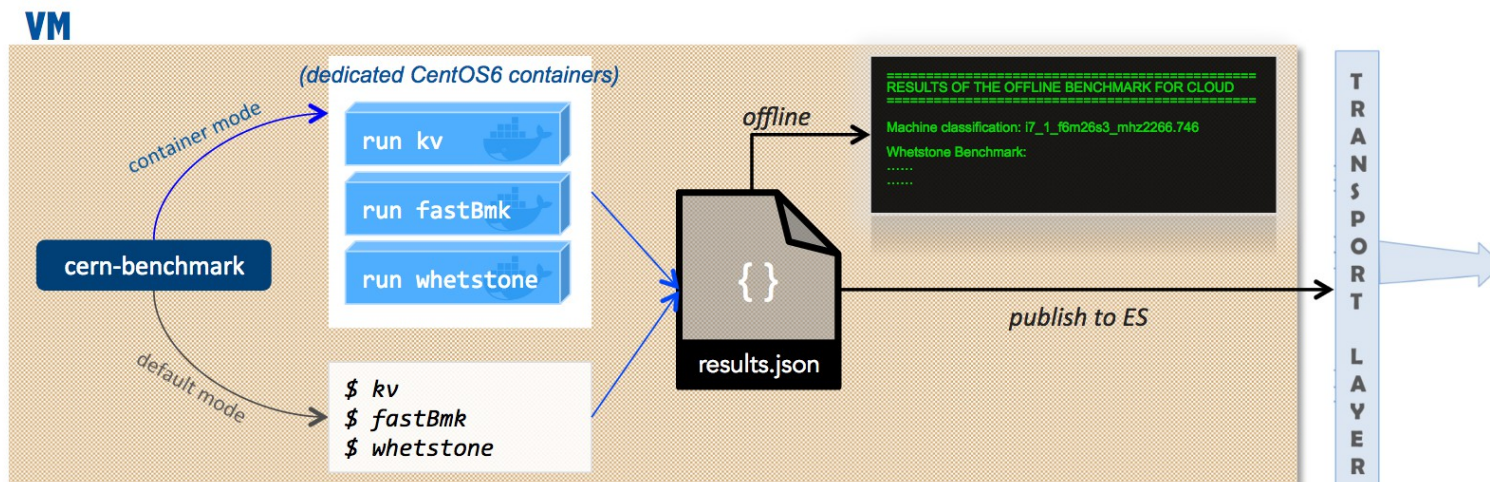 VM
(dedicated CentOS6 containers)
container mode
run kv
run fastBmk
run whetstone
cern-benchmark
default mode
$ kv
$ fastBmk
$ whetstone
{ }
results.json
offline
==============================================
RESULTS OF THE OFFLINE BENCHMARK FOR CLOUD
==============================================
Machine classification: i7_1_f6m26s3_mhz2266.746
Whetstone Benchmark:
......
......
publish to ES
TRANSPORT LAYER